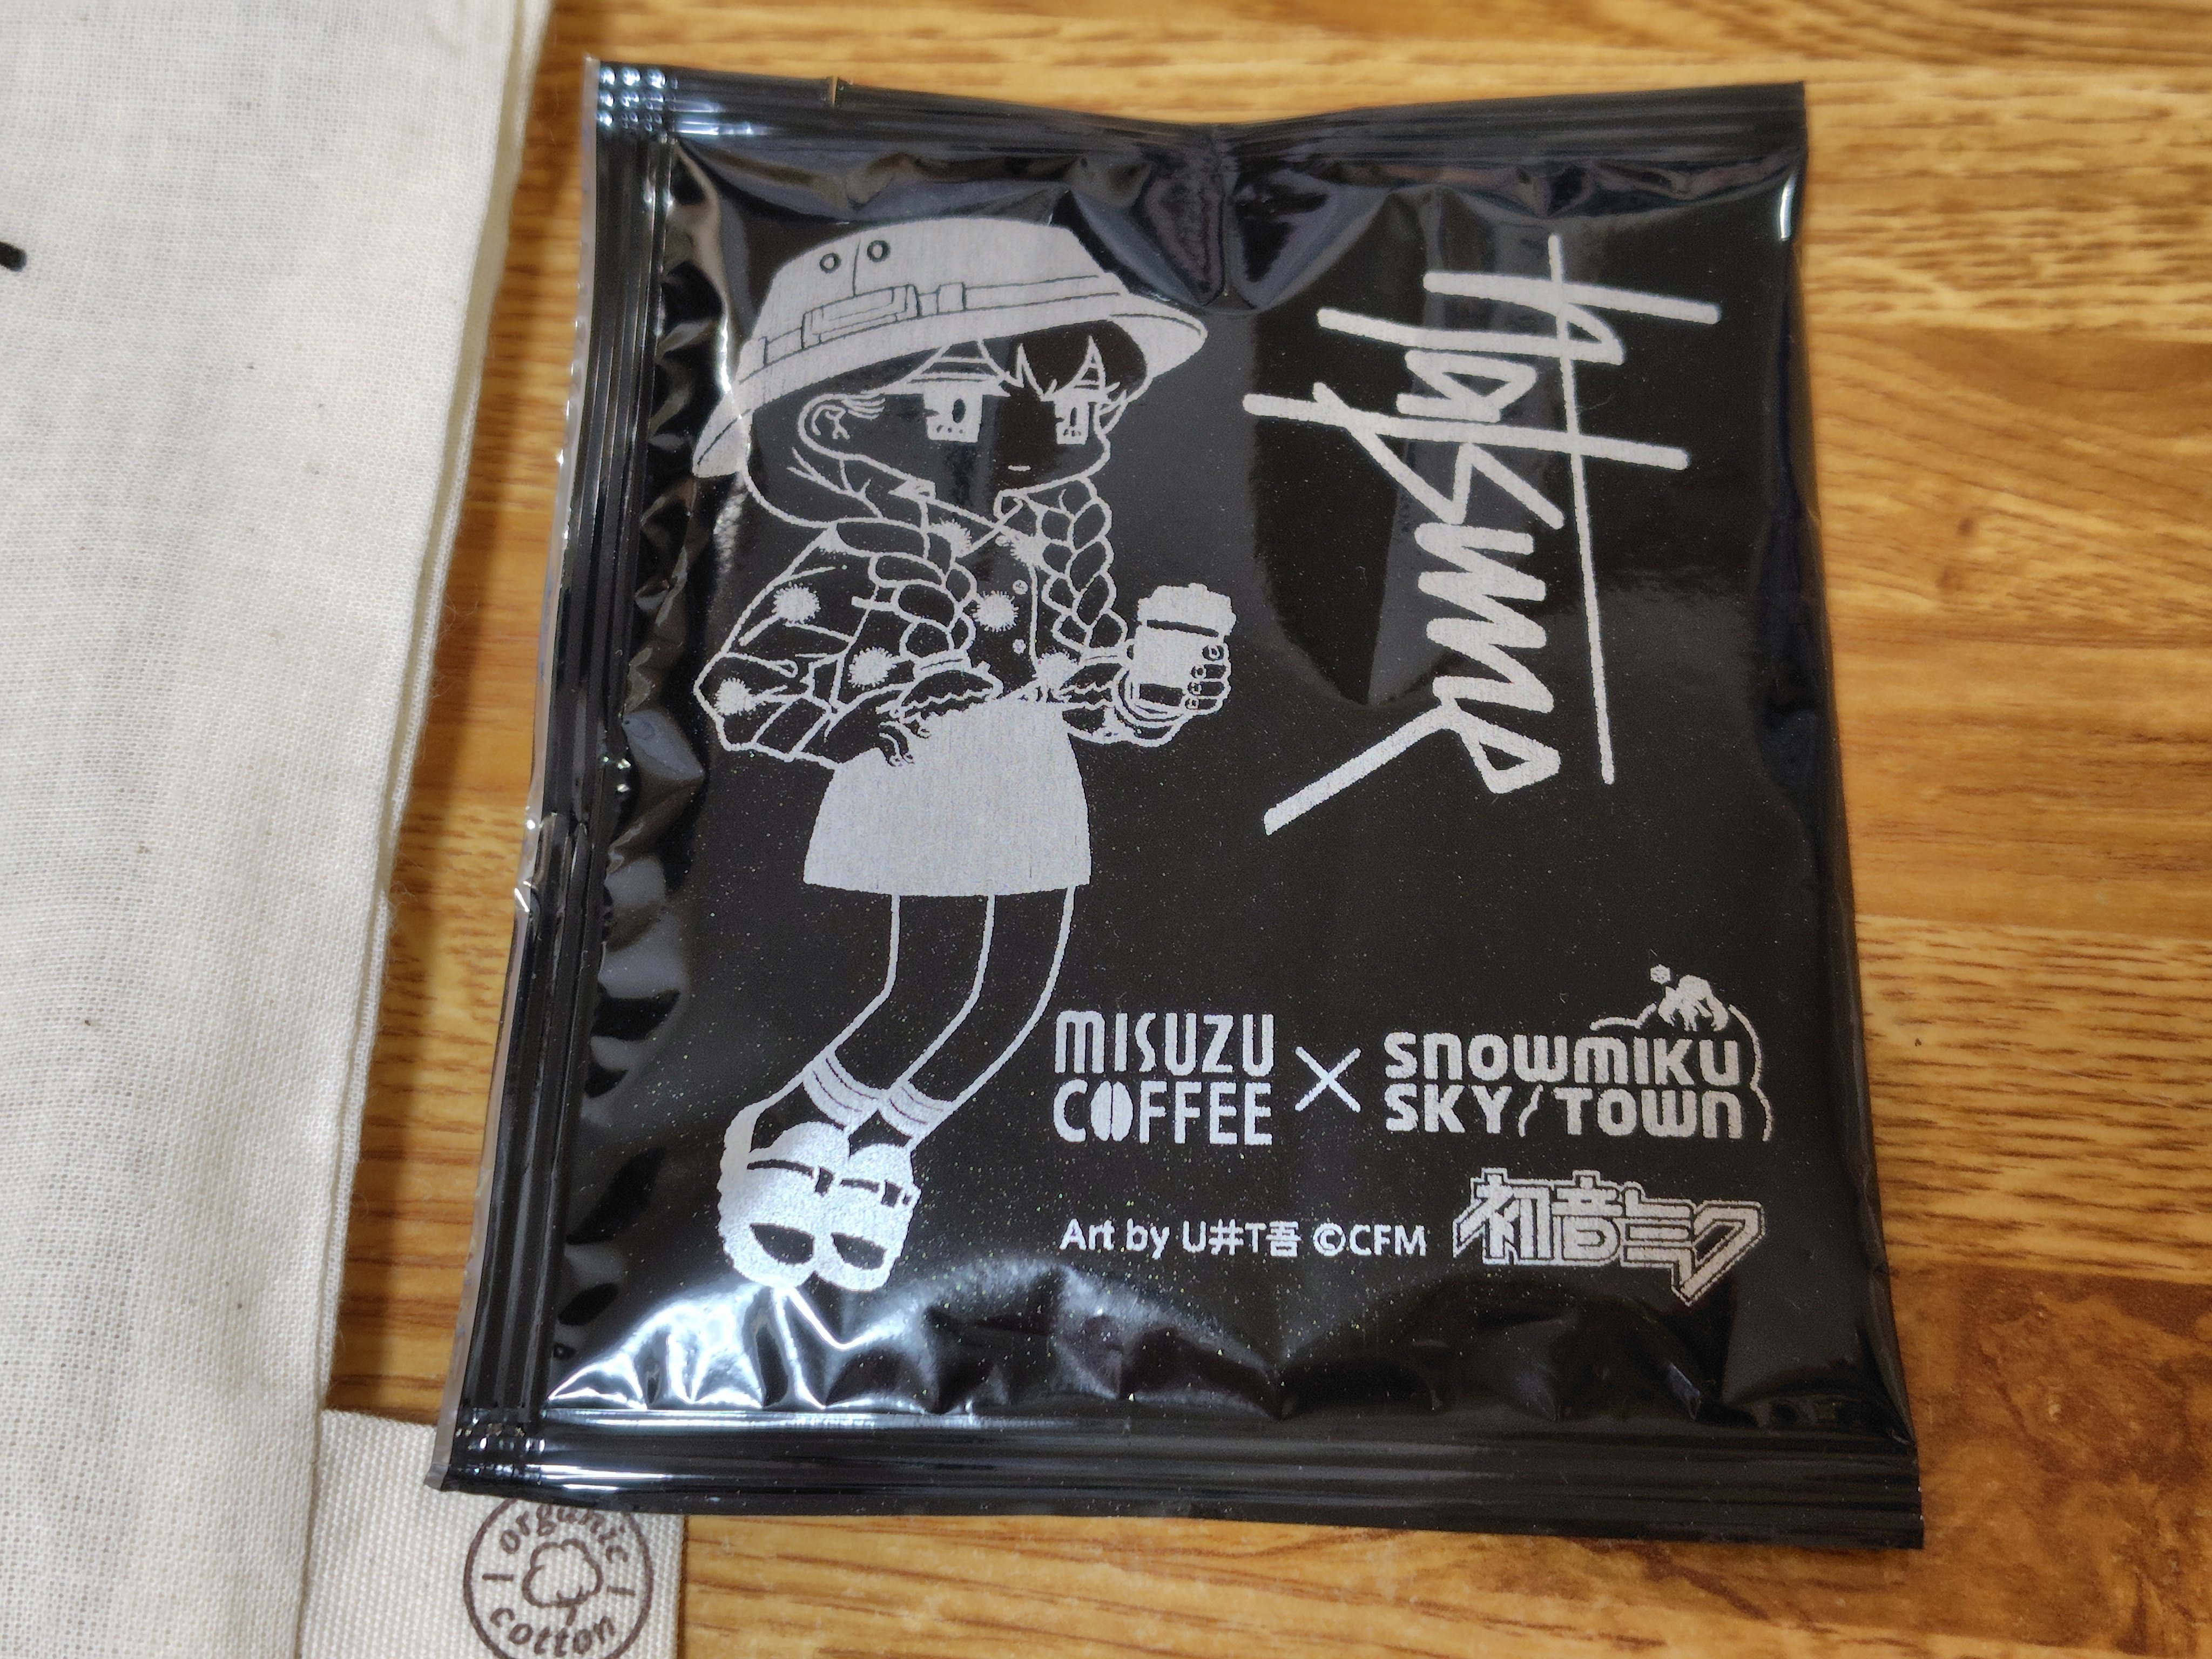 Hatsune
MISUZU
COFFEE
×
SNOWMIKU
SKY TOWN
Art by U井T吾 ©CFM
初音ミク
organic
cotton